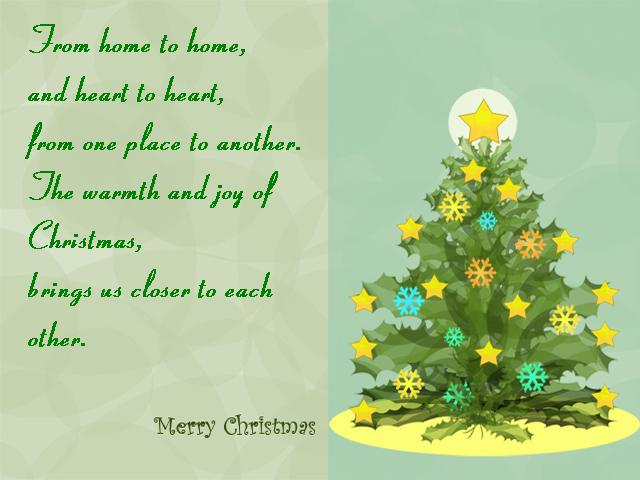 From home to home,
and heart to heart,
from one place to another.
The warmth and joy of
Christmas,
brings us closer to each
other.
Merry Christmas